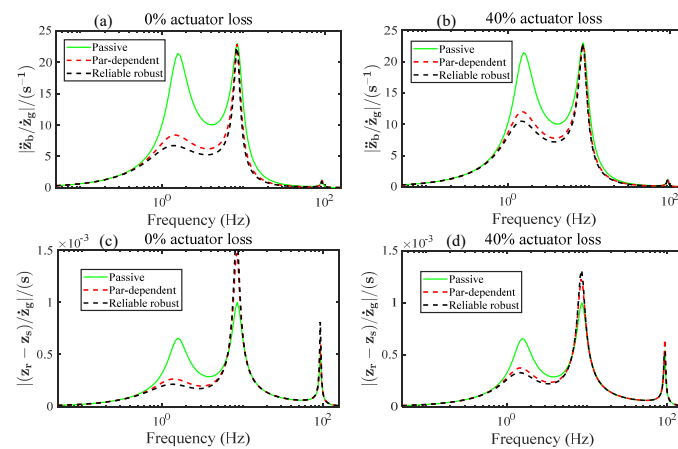 (a) 0% actuator loss
25
20
15
10
5
0
|z̈b/żg|/(s−1)
Passive
Par-dependent
Reliable robust
10^0
10^2
Frequency (Hz)
(b) 40% actuator loss
25
20
15
10
5
0
|z̈b/żg|/(s−1)
Passive
Par-dependent
Reliable robust
10^0
10^2
Frequency (Hz)
×10^-3 (c) 0% actuator loss
1.5
1
0.5
0
|(zr − zs)/żg|/(s)
Passive
Par-dependent
Reliable robust
10^0
10^2
Frequency (Hz)
×10^-3 (d) 40% actuator loss
1.5
1
0.5
0
|(zr − zs)/żg|/(s)
Passive
Par-dependent
Reliable robust
10^0
10^2
Frequency (Hz)